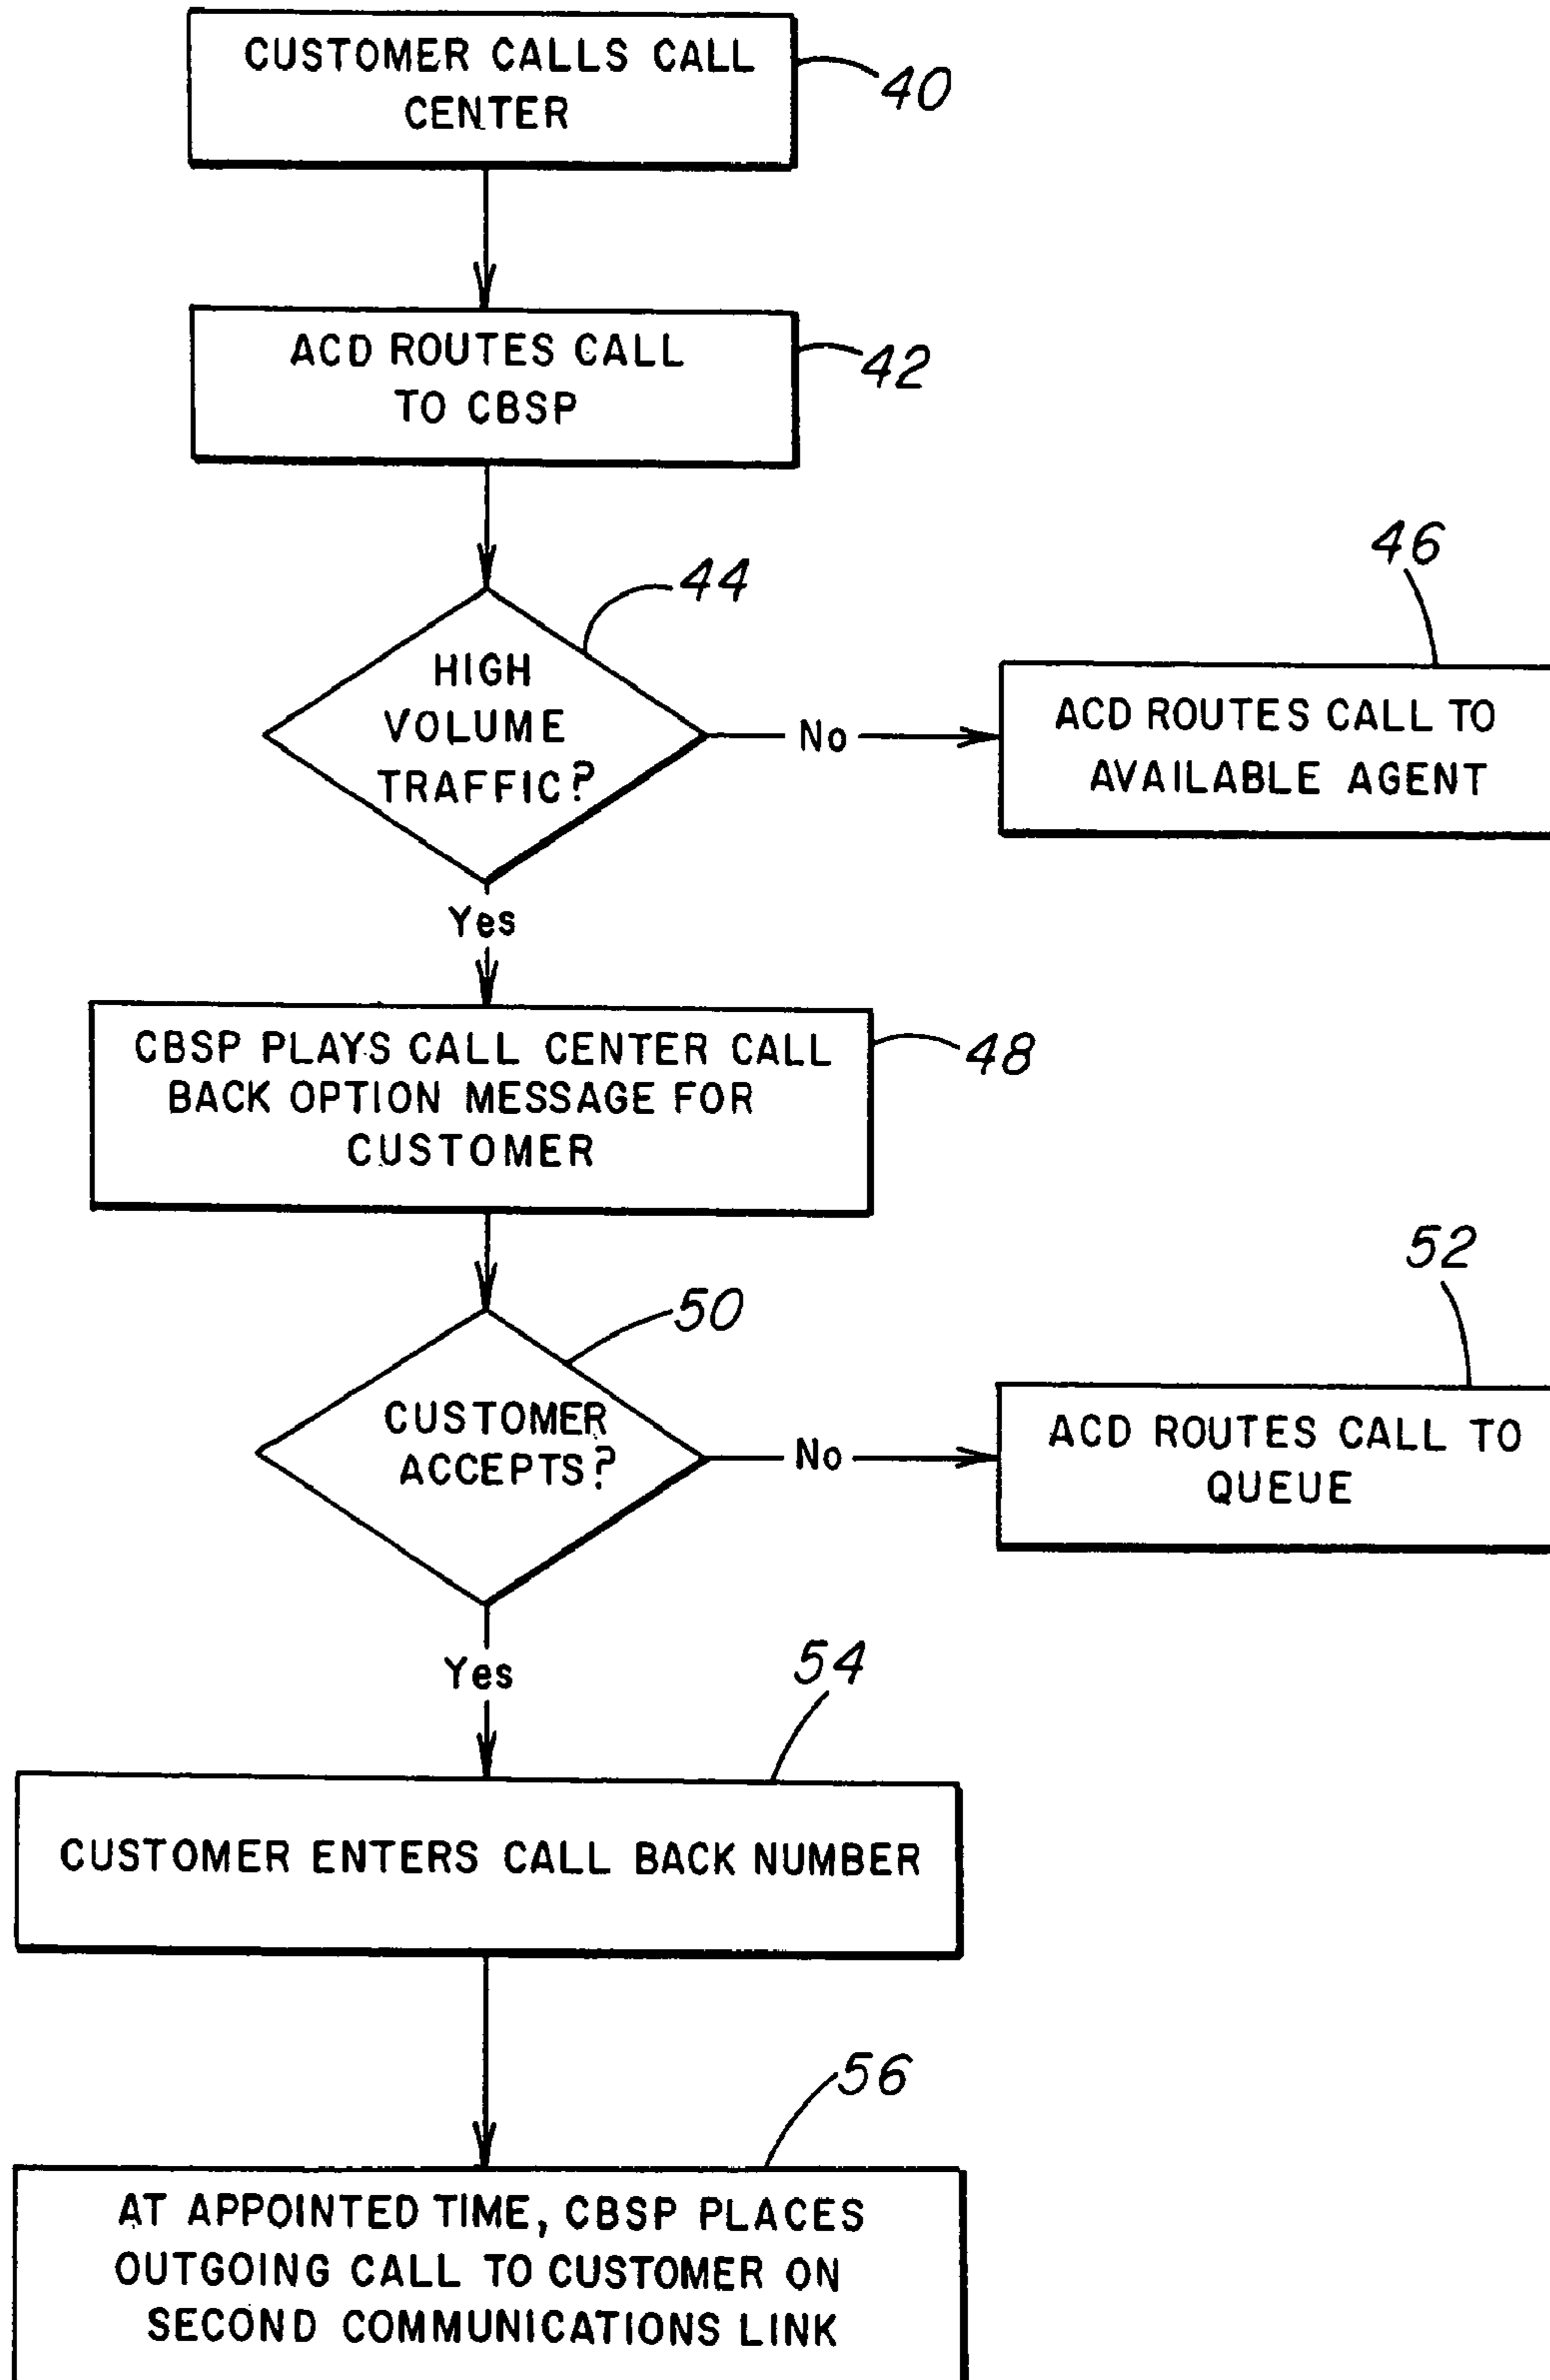 CUSTOMER CALLS CALL
CENTER
40
ACD ROUTES CALL
TO CBSP
42
44
HIGH
VOLUME
TRAFFIC?
No
46
ACD ROUTES CALL TO
AVAILABLE AGENT
Yes
CBSP PLAYS CALL CENTER CALL
BACK OPTION MESSAGE FOR
CUSTOMER
48
50
CUSTOMER
ACCEPTS?
No
52
ACD ROUTES CALL TO
QUEUE
Yes
54
CUSTOMER ENTERS CALL BACK NUMBER
56
AT APPOINTED TIME, CBSP PLACES
OUTGOING CALL TO CUSTOMER ON
SECOND COMMUNICATIONS LINK